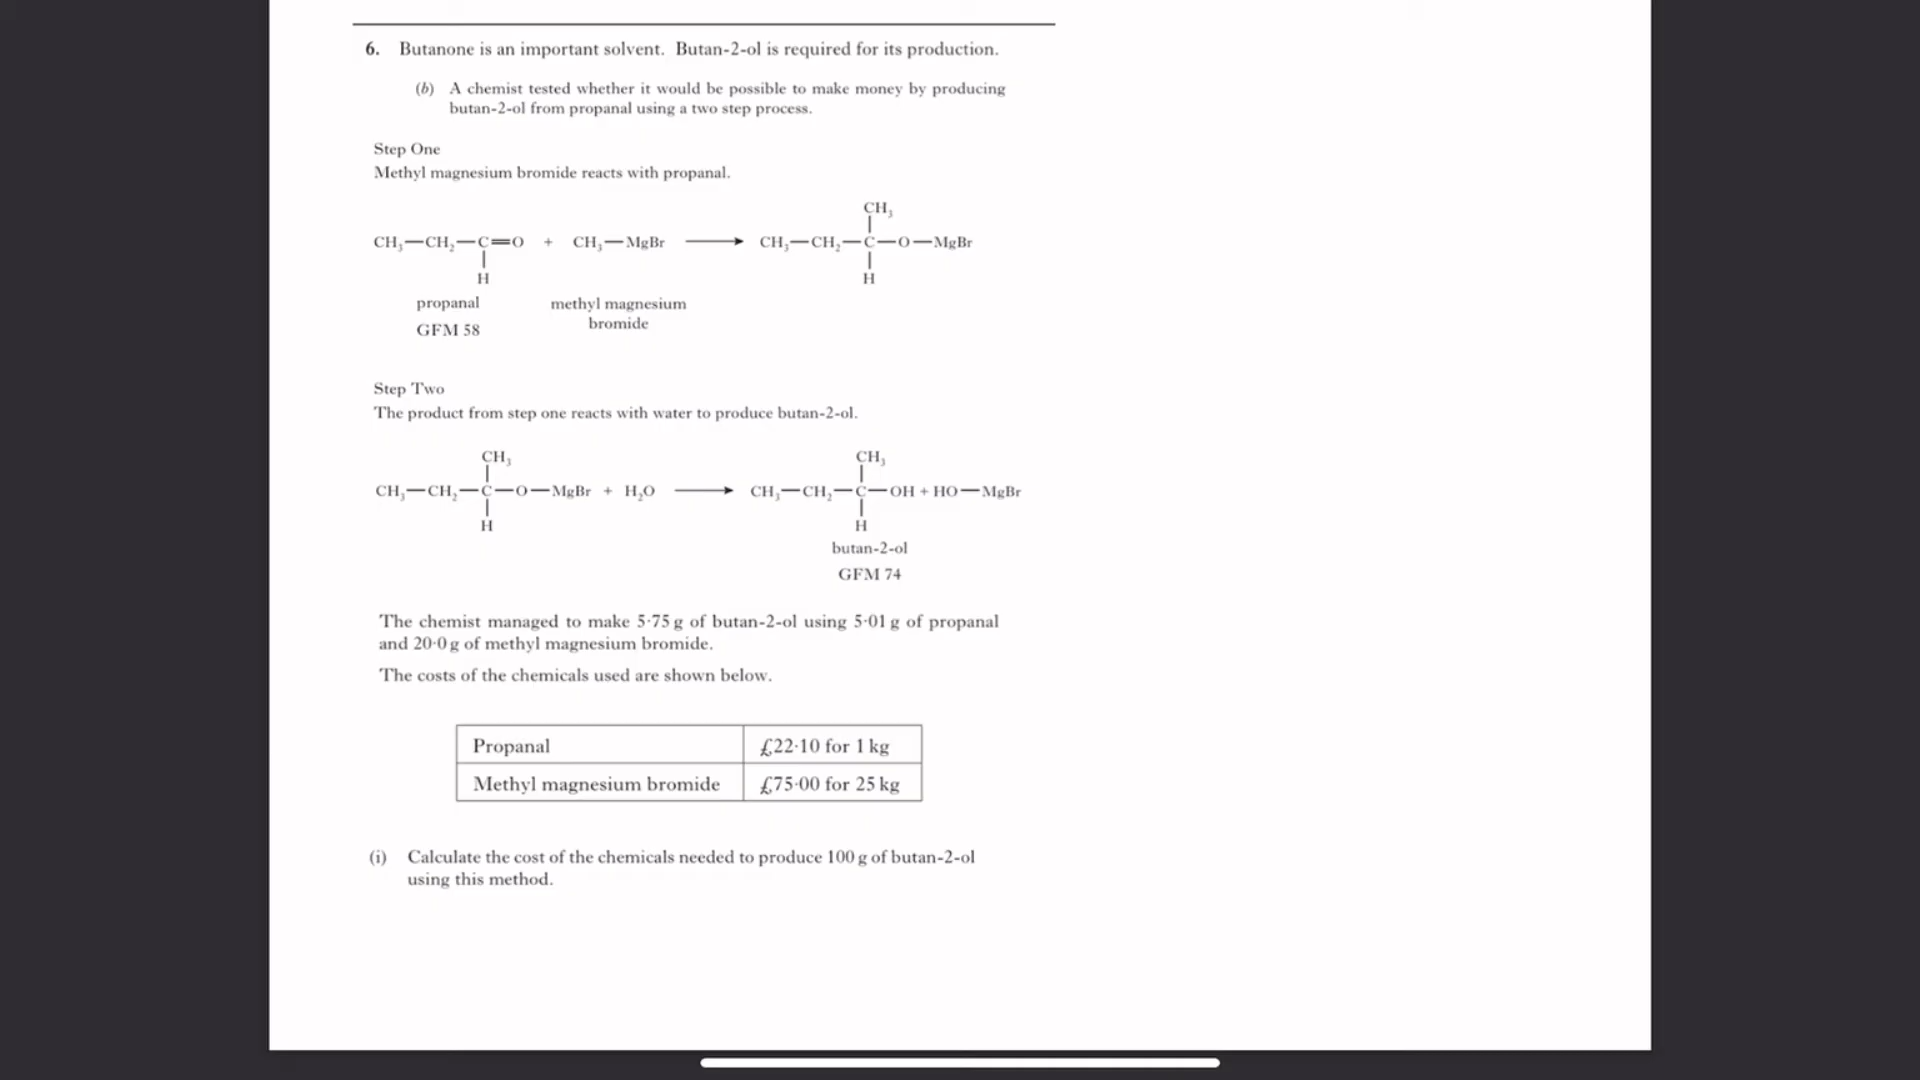 6. Butanone is an important solvent. Butan-2-ol is required for its production.
(b) A chemist tested whether it would be possible to make money by producing
butan-2-ol from propanal using a two step process.
Step One
Methyl magnesium bromide reacts with propanal.
CH₃
CH₃—CH₂—C═O + CH₃—MgBr ⟶ CH₃—CH₂—C—O—MgBr
H H
propanal methyl magnesium
bromide
GFM 58
Step Two
The product from step one reacts with water to produce butan-2-ol.
CH₃ CH₃
CH₃—CH₂—C—O—MgBr + H₂O ⟶ CH₃—CH₂—C—OH + HO—MgBr
H H
butan-2-ol
GFM 74
The chemist managed to make 5·75 g of butan-2-ol using 5·01 g of propanal
and 20·0 g of methyl magnesium bromide.
The costs of the chemicals used are shown below.
Propanal £22·10 for 1 kg
Methyl magnesium bromide £75·00 for 25 kg
(i) Calculate the cost of the chemicals needed to produce 100 g of butan-2-ol
using this method.